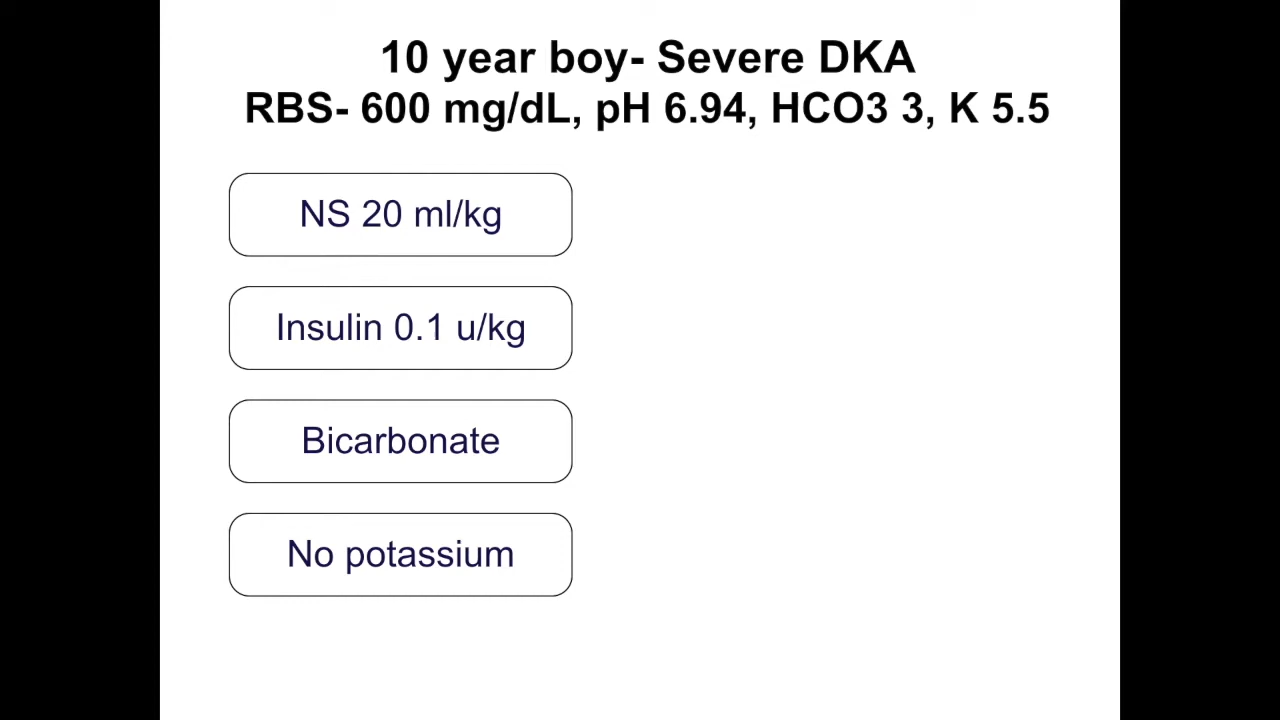 10 year boy- Severe DKA
RBS- 600 mg/dL, pH 6.94, HCO3 3, K 5.5
NS 20 ml/kg
Insulin 0.1 u/kg
Bicarbonate
No potassium